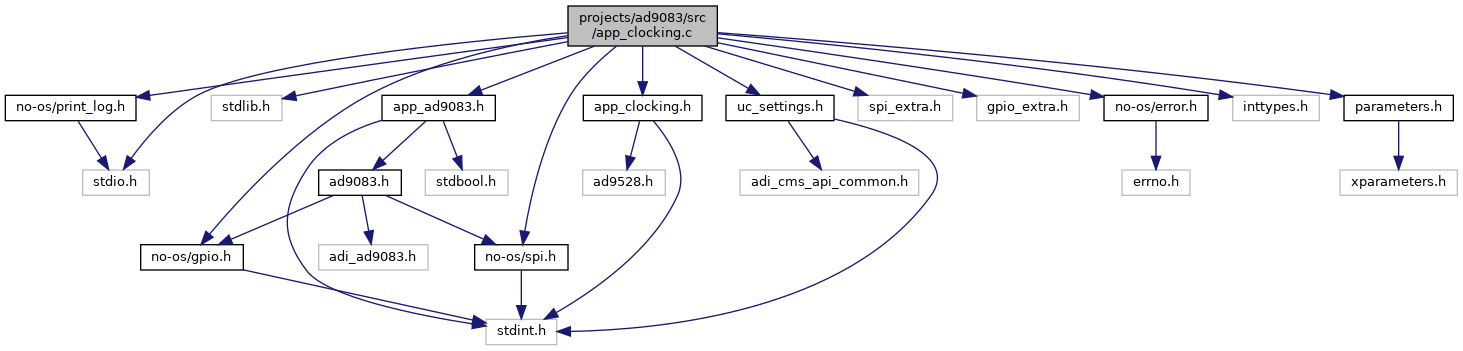 projects/ad9083/src
/app_clocking.c
no-os/print_log.h
stdlib.h
app_ad9083.h
app_clocking.h
uc_settings.h
spi_extra.h
gpio_extra.h
no-os/error.h
inttypes.h
parameters.h
stdio.h
ad9083.h
stdbool.h
ad9528.h
adi_cms_api_common.h
errno.h
xparameters.h
no-os/gpio.h
adi_ad9083.h
no-os/spi.h
stdint.h